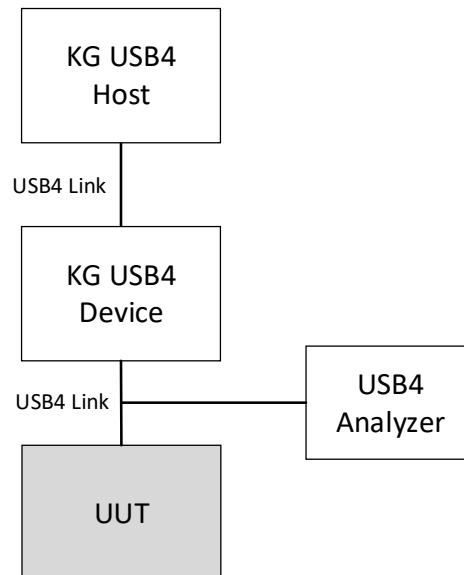 KG USB4
Host
USB4 Link
KG USB4
Device
USB4 Link
USB4
Analyzer
UUT